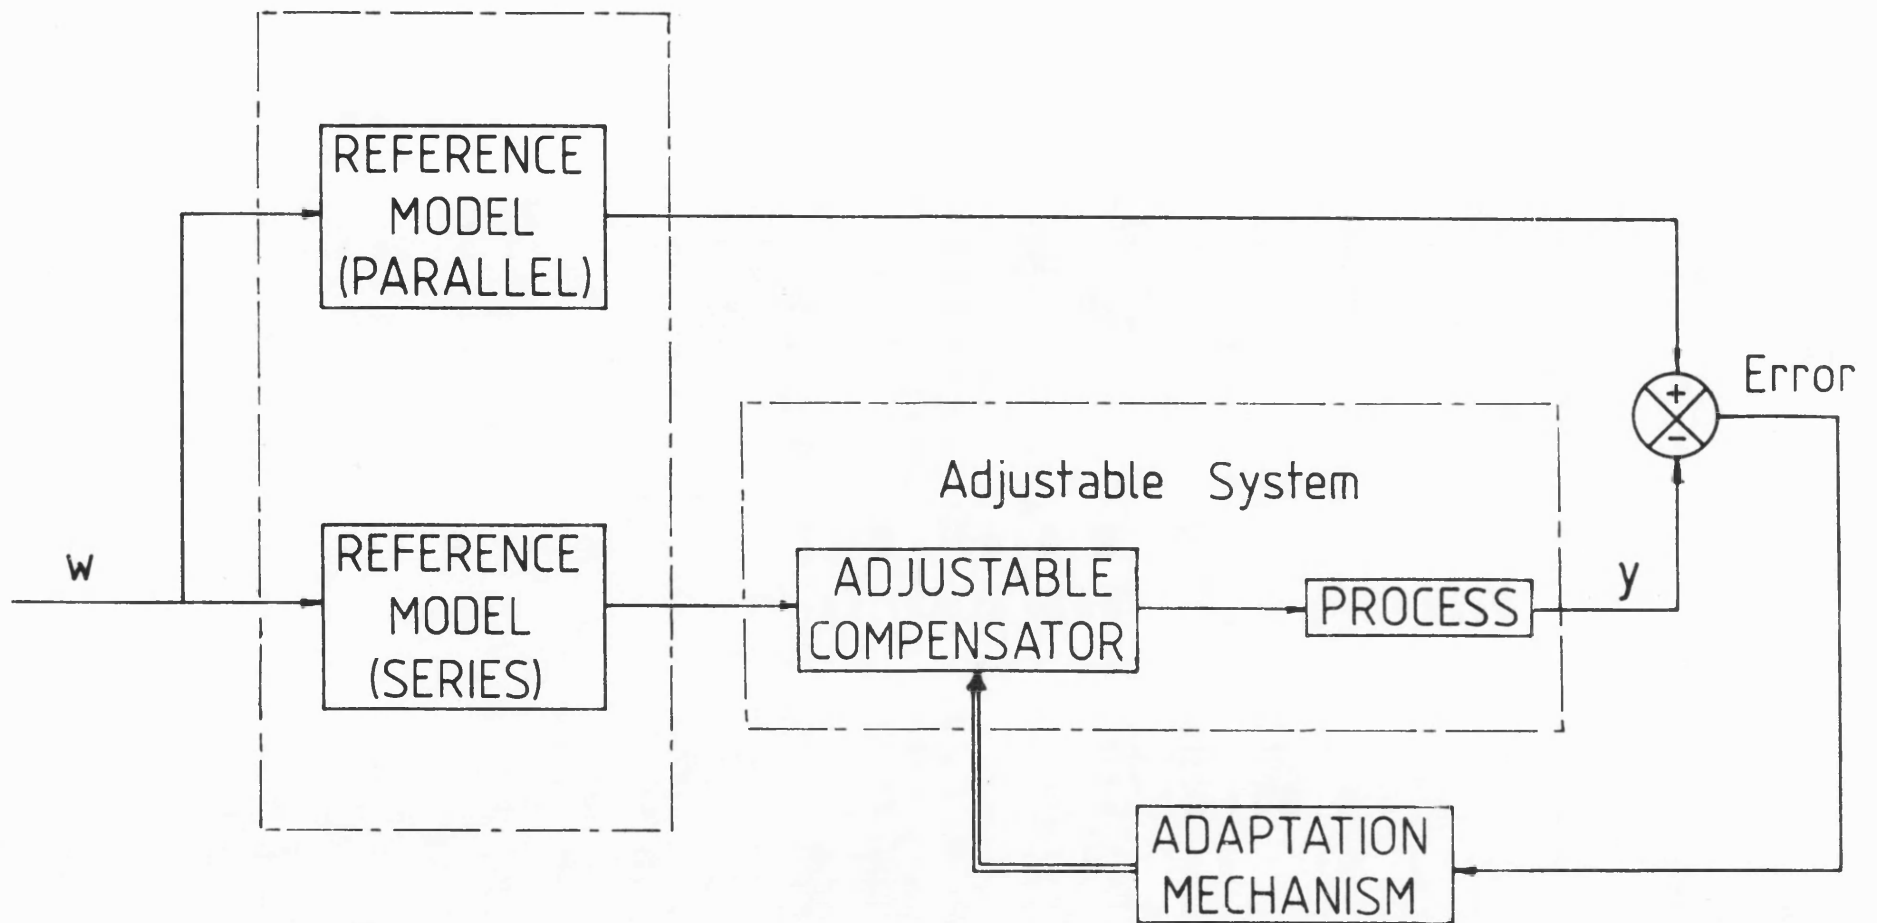 REFERENCE
MODEL
(PARALLEL)
Error
+
-
Adjustable System
w
REFERENCE
MODEL
(SERIES)
ADJUSTABLE
COMPENSATOR
PROCESS
y
ADAPTATION
MECHANISM